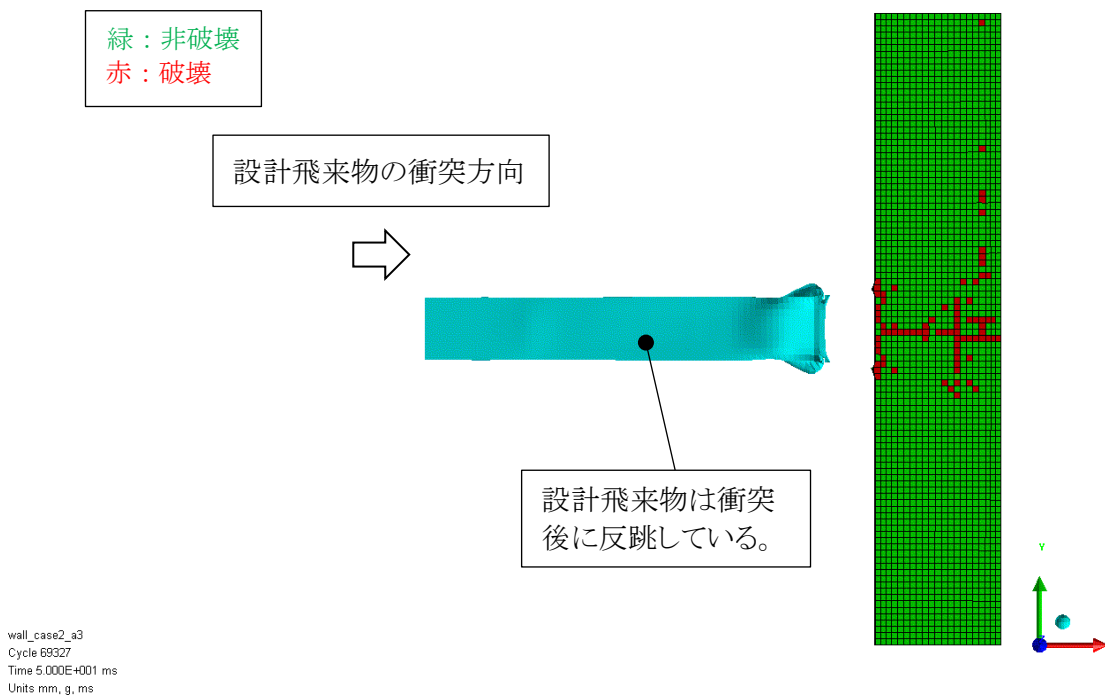 緑：非破壊
赤：破壊
設計飛来物の衝突方向
設計飛来物は衝突
後に反跳している。
Y
wall_case2_a3
Cycle 69327
Time 5.000E+001 ms
Units mm, g, ms